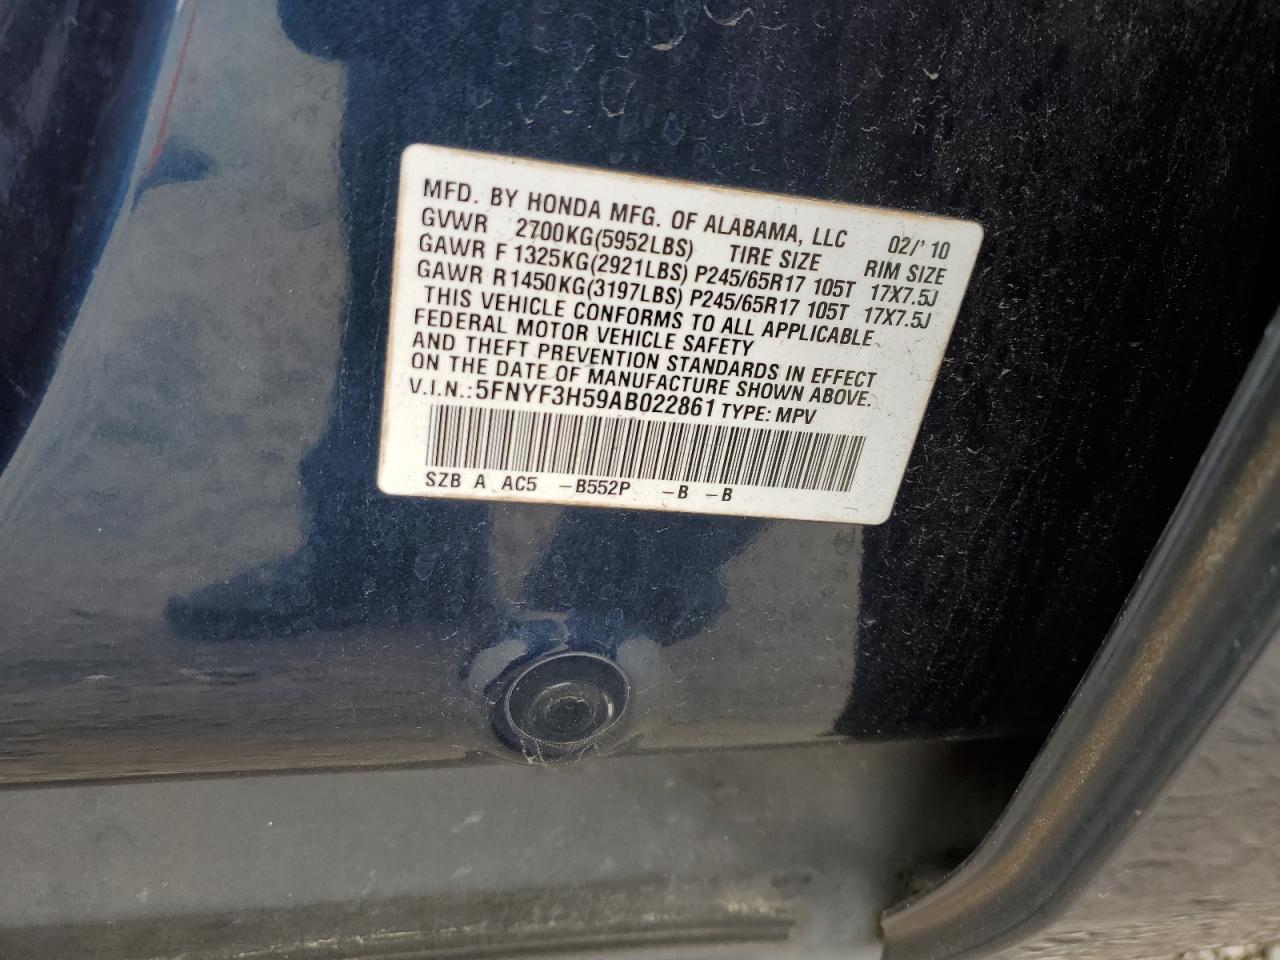 MFD. BY HONDA MFG. OF ALABAMA, LLC 02/'10
GVWR 2700KG(5952LBS) TIRE SIZE RIM SIZE
GAWR F 1325KG(2921LBS) P245/65R17 105T 17X7.5J
GAWR R1450KG(3197LBS) P245/65R17 105T 17X7.5J
THIS VEHICLE CONFORMS TO ALL APPLICABLE
FEDERAL MOTOR VEHICLE SAFETY
AND THEFT PREVENTION STANDARDS IN EFFECT
ON THE DATE OF MANUFACTURE SHOWN ABOVE.
V.I.N.:5FNYF3H59AB022861 TYPE: MPV
SZB A AC5 -B552P -B -B